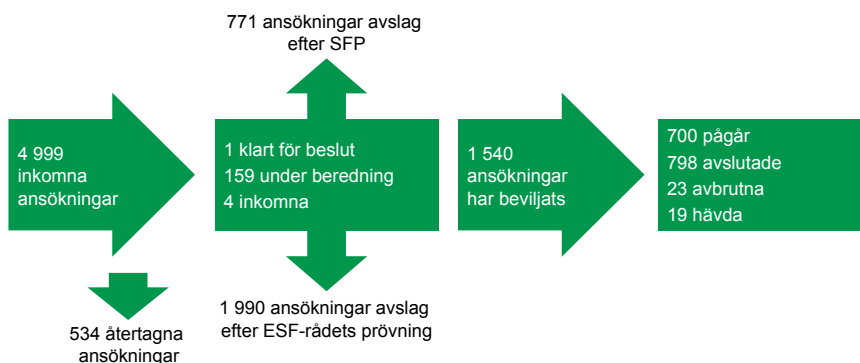 771 ansökningar avslag
efter SFP
4 999
inkomna
ansökningar
1 klart för beslut
159 under beredning
4 inkomna
1 540
ansökningar
har beviljats
700 pågår
798 avslutade
23 avbrutna
19 hävda
534 återtagna
ansökningar
1 990 ansökningar avslag
efter ESF-rådets prövning